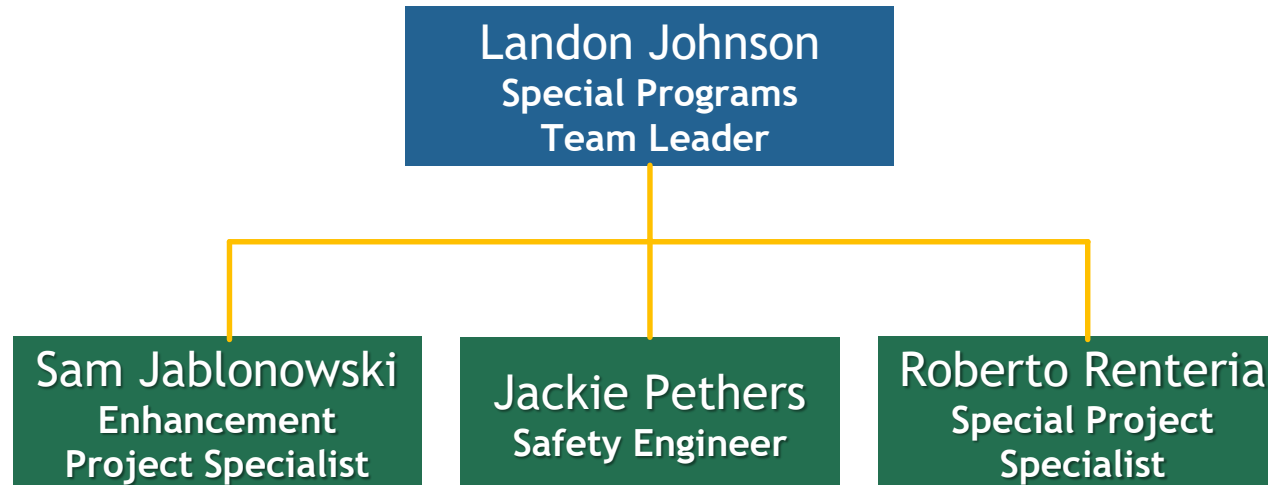 Landon Johnson
Special Programs
Team Leader
Sam Jablonowski
Enhancement
Project Specialist
Jackie Pethers
Safety Engineer
Roberto Renteria
Special Project
Specialist